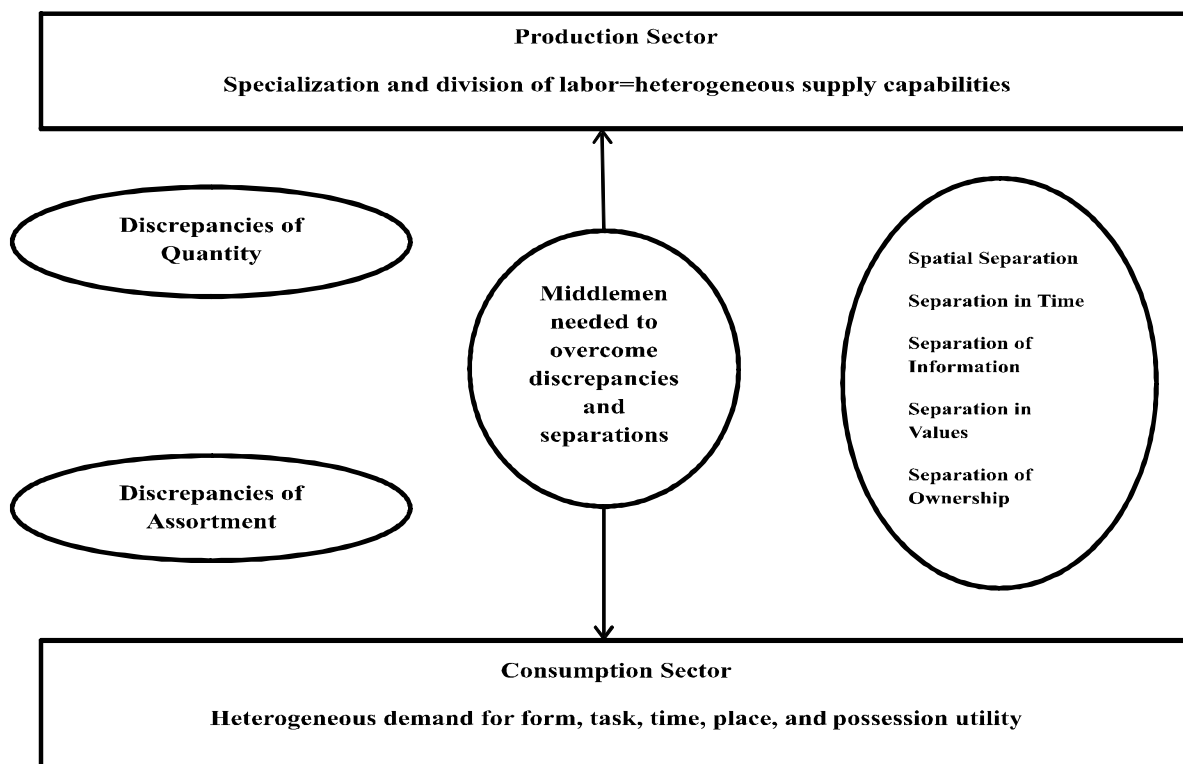 Production Sector
Specialization and division of labor=heterogeneous supply capabilities
Discrepancies of
Quantity
Discrepancies of
Assortment
Middlemen
needed to
overcome
discrepancies
and
separations
Spatial Separation
Separation in Time
Separation of
Information
Separation in
Values
Separation of
Ownership
Consumption Sector
Heterogeneous demand for form, task, time, place, and possession utility